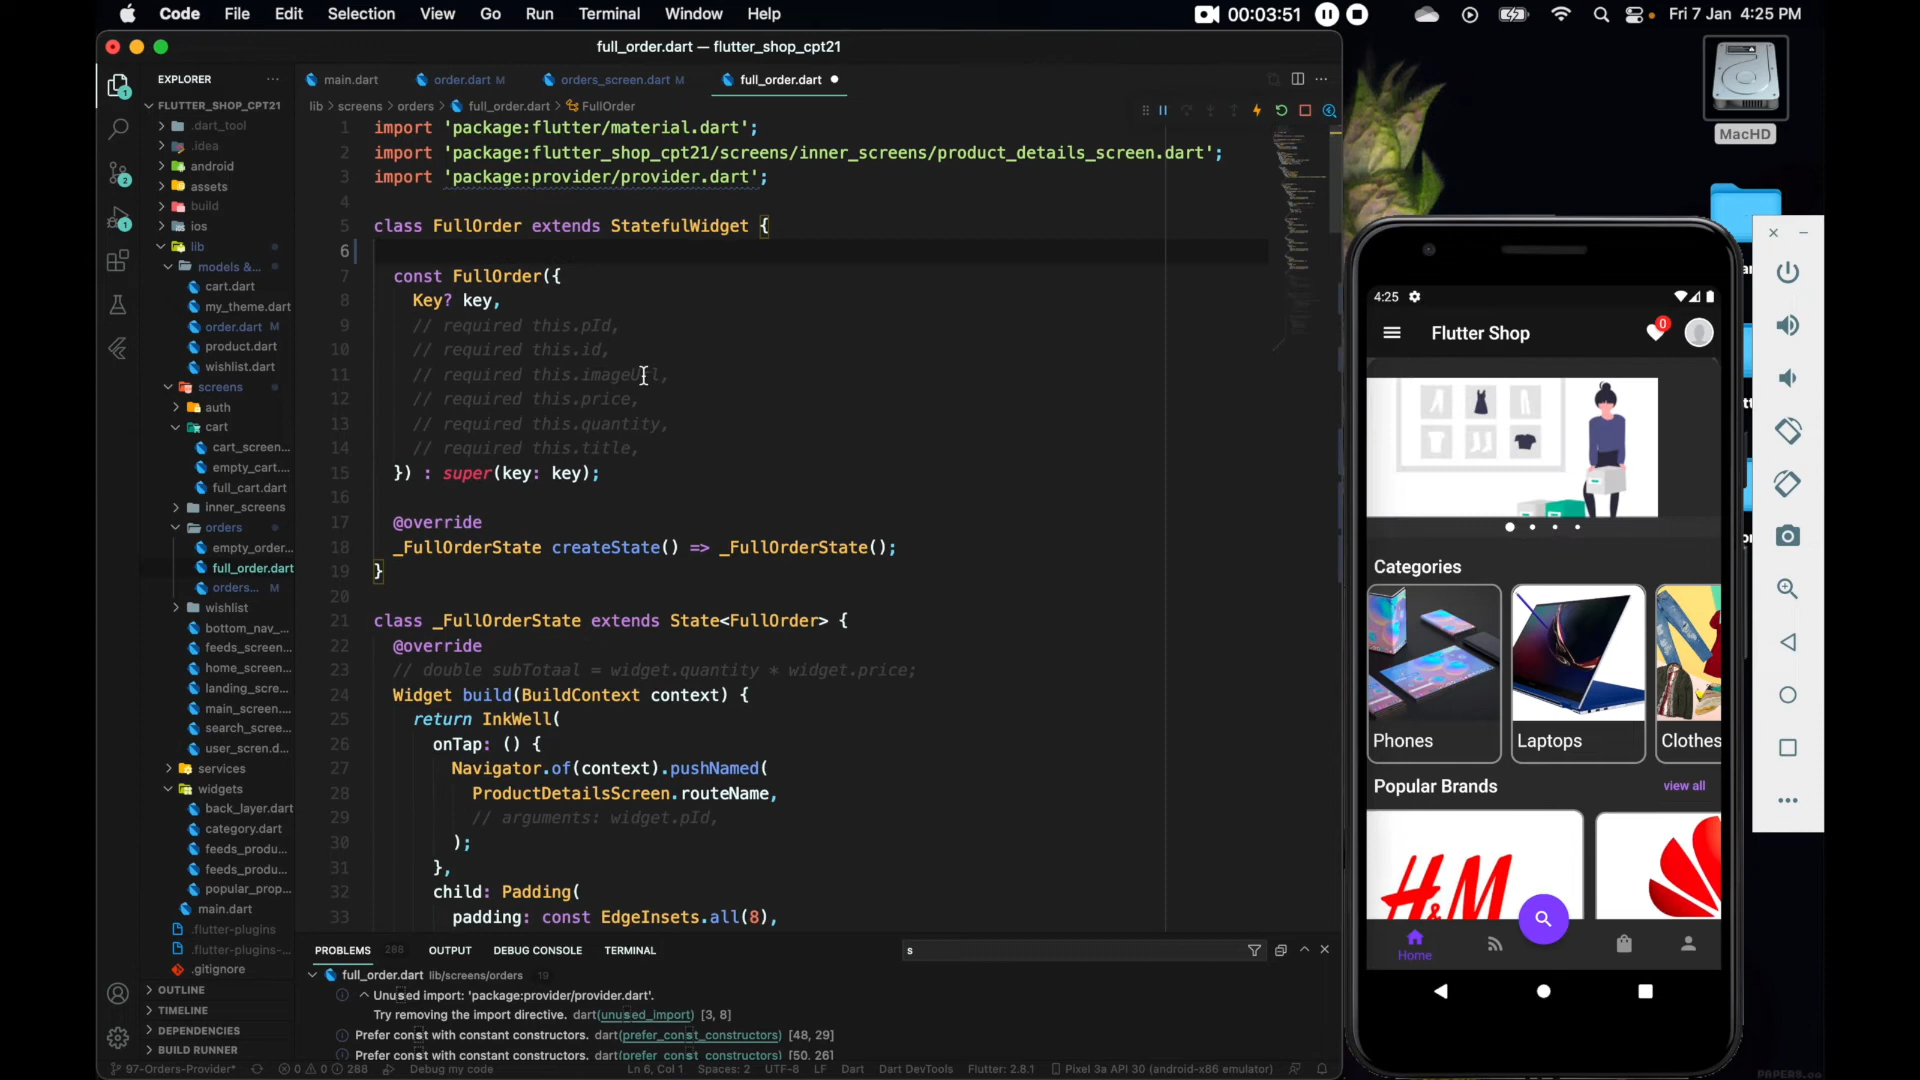 Code File Edit Selection View Go Run Terminal Window Help 00:03:51 Fri 7 Jan 4:25 PM
full_order.dart — flutter_shop_cpt21
EXPLORER
main.dart
order.dart M
orders_screen.dart M
full_order.dart
FLUTTER_SHOP_CPT21
.dart_tool
.idea
android
assets
build
ios
lib
models &...
cart.dart
my_theme.dart
order.dart M
product.dart
wishlist.dart
screens
auth
cart
cart_screen...
empty_cart....
full_cart.dart
inner_screens
orders
empty_order...
full_order.dart
orders... M
wishlist
bottom_nav_...
feeds_screen...
home_screen...
landing_scre...
main_screen....
search_scree...
user_scren.d...
services
widgets
back_layer.dart
category.dart
feeds_produ...
feeds_produ...
popular_prop...
main.dart
.flutter-plugins
.flutter-plugins-...
.gitignore
OUTLINE
TIMELINE
DEPENDENCIES
BUILD RUNNER
lib > screens > orders > full_order.dart > FullOrder
1 import 'package:flutter/material.dart';
2 import 'package:flutter_shop_cpt21/screens/inner_screens/product_details_screen.dart';
3 import 'package:provider/provider.dart';
4
5 class FullOrder extends StatefulWidget {
6
7 const FullOrder({
8 Key? key,
9 // required this.pId,
10 // required this.id,
11 // required this.imageUrl,
12 // required this.price,
13 // required this.quantity,
14 // required this.title,
15 }) : super(key: key);
16
17 @override
18 _FullOrderState createState() => _FullOrderState();
19 }
20
21 class _FullOrderState extends State<FullOrder> {
22 @override
23 // double subTotaal = widget.quantity * widget.price;
24 Widget build(BuildContext context) {
25 return InkWell(
26 onTap: () {
27 Navigator.of(context).pushNamed(
28 ProductDetailsScreen.routeName,
29 // arguments: widget.pId,
30 );
31 },
32 child: Padding(
33 padding: const EdgeInsets.all(8),
PROBLEMS 288 OUTPUT DEBUG CONSOLE TERMINAL s
full_order.dart lib/screens/orders 19
Unused import: 'package:provider/provider.dart'.
Try removing the import directive. dart(unused_import) [3, 8]
Prefer const with constant constructors. dart(prefer_const_constructors) [48, 29]
Prefer const with constant constructors. dart(prefer_const_constructors) [50, 26]
97-Orders-Provider* 0 0 288 Debug my code Ln 6, Col 1 Spaces: 2 UTF-8 LF Dart Dart DevTools Flutter: 2.8.1 Pixel 3a API 30 (android-x86 emulator)
MacHD
4:25
Flutter Shop
0
Categories
Phones
Laptops
Clothes
Popular Brands
view all
H&M
Home
PAPERS.co